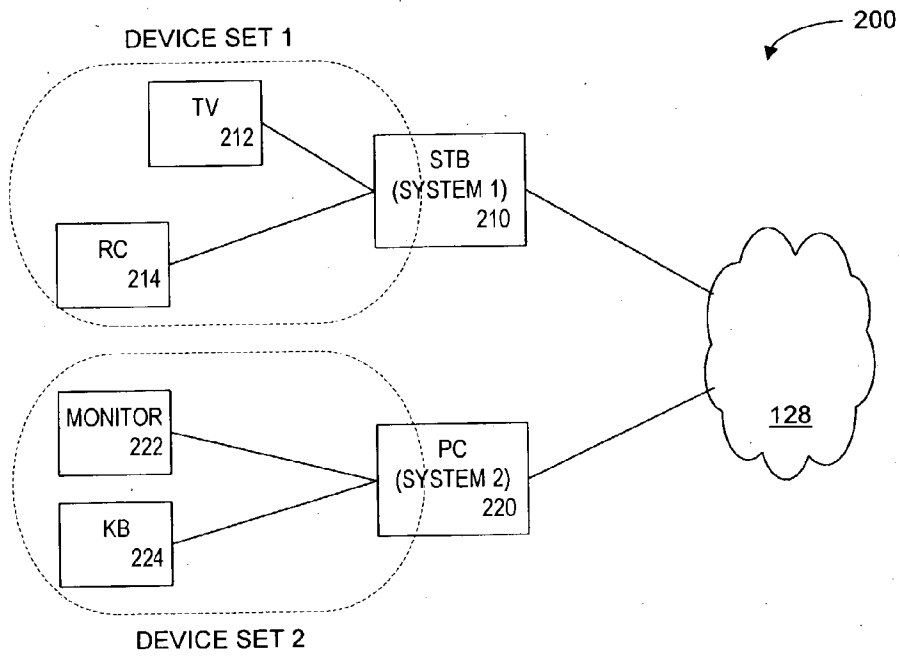 200
DEVICE SET 1
TV
212
STB
(SYSTEM 1)
210
RC
214
MONITOR
222
PC
(SYSTEM 2)
220
KB
224
128
DEVICE SET 2